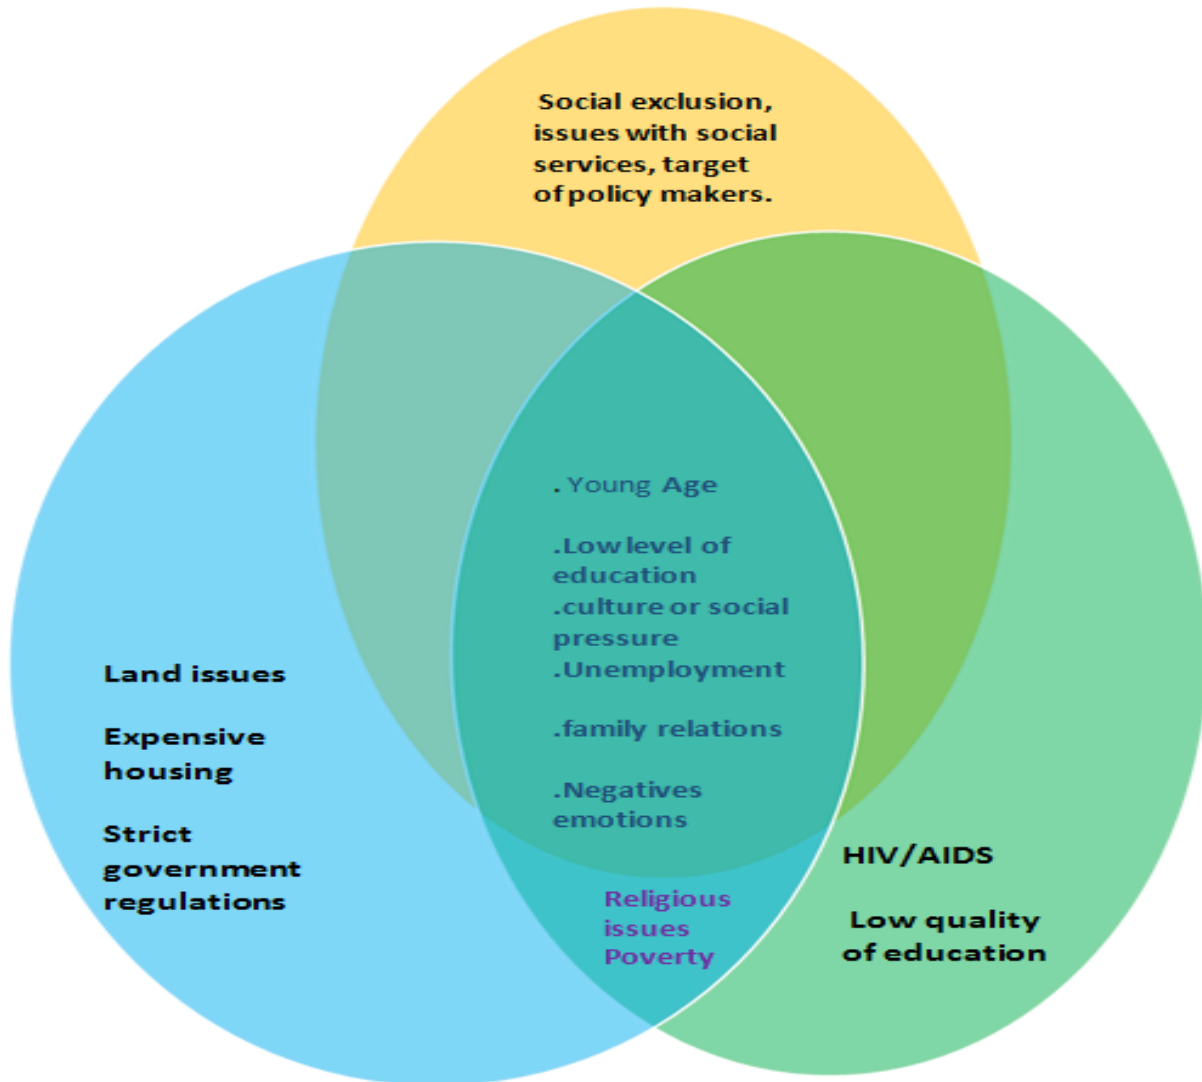 Social exclusion,
issues with social
services, target
of policy makers.
. Young Age
.Low level of
education
.culture or social
pressure
.Unemployment
.family relations
.Negatives
emotions
Land issues
Expensive
housing
Strict
government
regulations
HIV/AIDS
Low quality
of education
Religious
issues
Poverty